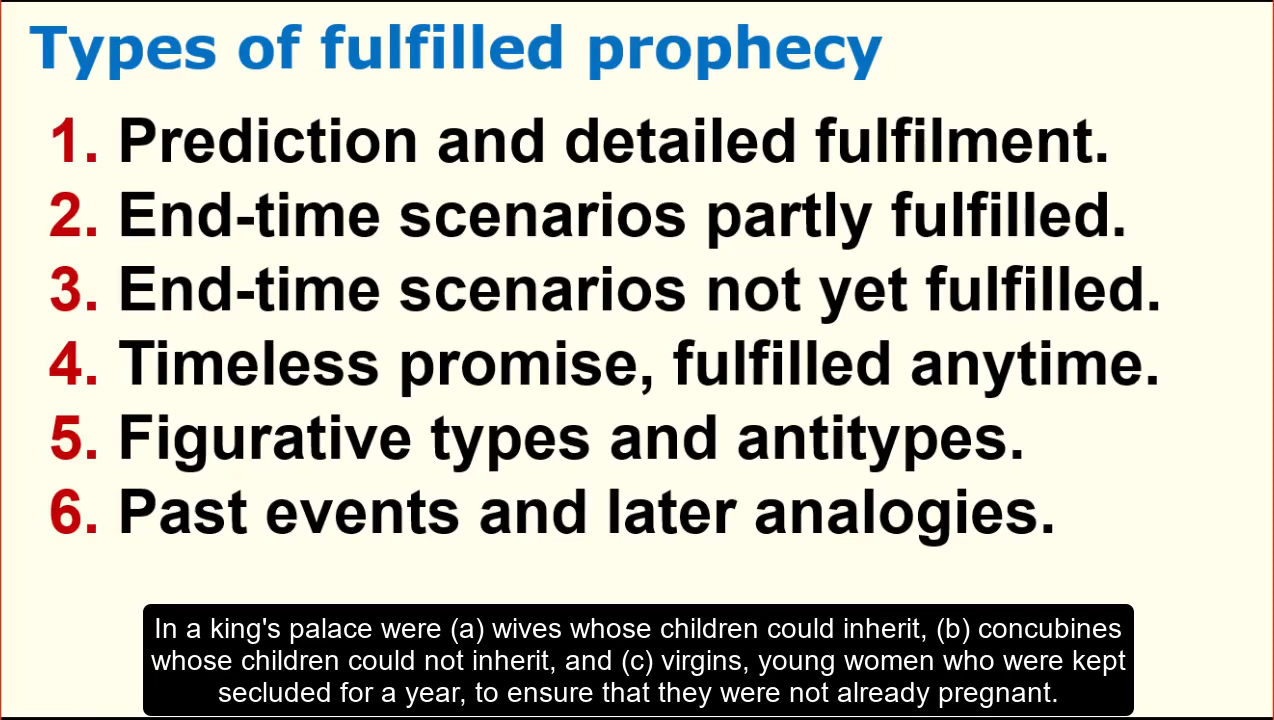 Types of fulfilled prophecy
1. Prediction and detailed fulfilment.
2. End-time scenarios partly fulfilled.
3. End-time scenarios not yet fulfilled.
4. Timeless promise, fulfilled anytime.
5. Figurative types and antitypes.
6. Past events and later analogies.
In a king's palace were (a) wives whose children could inherit, (b) concubines
whose children could not inherit, and (c) virgins, young women who were kept
secluded for a year, to ensure that they were not already pregnant.